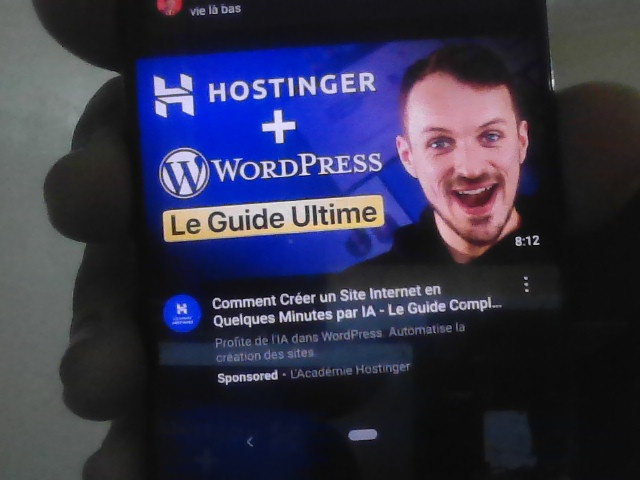 vie là bas
HOSTINGER
+
WORDPRESS
Le Guide Ultime
8:12
Comment Créer un Site Internet en
Quelques Minutes par IA - Le Guide Compl...
Profite de l'IA dans WordPress. Automatise la
création des sites
Sponsored · L'Académie Hostinger